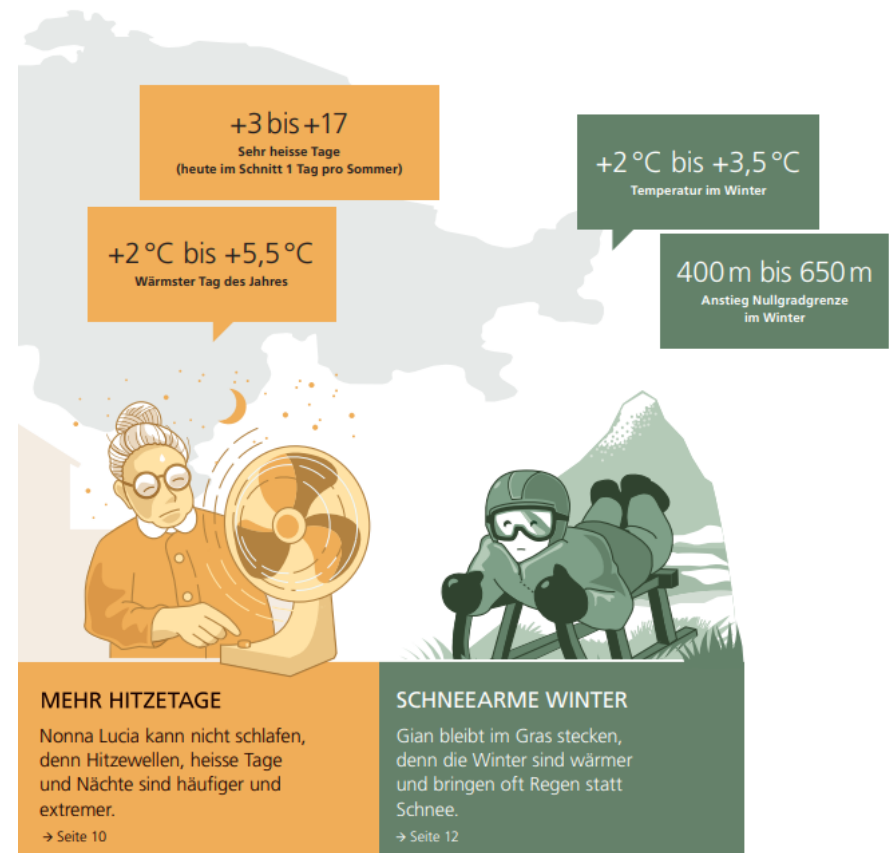 +3 bis +17
Sehr heisse Tage
(heute im Schnitt 1 Tag pro Sommer)
+2 °C bis +5,5 °C
Wärmster Tag des Jahres
+2 °C bis +3,5 °C
Temperatur im Winter
400 m bis 650 m
Anstieg Nullgradgrenze
im Winter
MEHR HITZETAGE
Nonna Lucia kann nicht schlafen,
denn Hitzewellen, heisse Tage
und Nächte sind häufiger und
extremer.
→ Seite 10
SCHNEEARME WINTER
Gian bleibt im Gras stecken,
denn die Winter sind wärmer
und bringen oft Regen statt
Schnee.
→ Seite 12